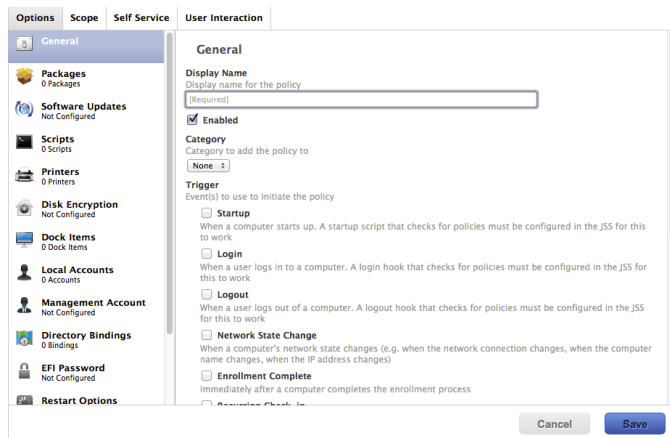 Options Scope Self Service User Interaction
General
Packages
0 Packages
Software Updates
Not Configured
Scripts
0 Scripts
Printers
0 Printers
Disk Encryption
Not Configured
Dock Items
0 Dock Items
Local Accounts
0 Accounts
Management Account
Not Configured
Directory Bindings
0 Bindings
EFI Password
Not Configured
Restart Options
General
Display Name
Display name for the policy
[Required]
Enabled
Category
Category to add the policy to
None
Trigger
Event(s) to use to initiate the policy
Startup
When a computer starts up. A startup script that checks for policies must be configured in the JSS for this
to work
Login
When a user logs in to a computer. A login hook that checks for policies must be configured in the JSS for
this to work
Logout
When a user logs out of a computer. A logout hook that checks for policies must be configured in the JSS
for this to work
Network State Change
When a computer's network state changes (e.g. when the network connection changes, when the computer
name changes, when the IP address changes)
Enrollment Complete
Immediately after a computer completes the enrollment process
Recurring Check-in
Cancel Save